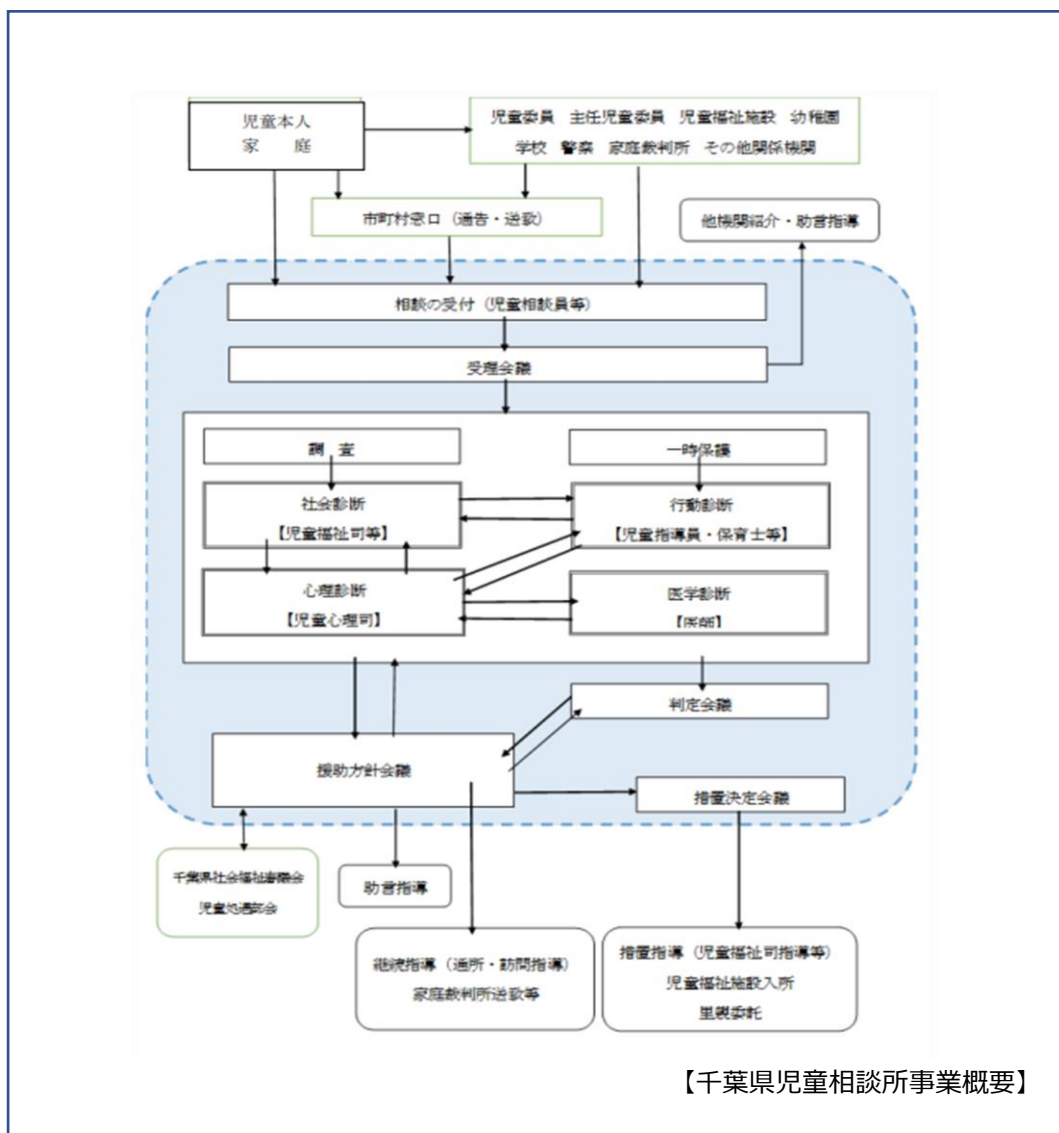 児童本人
家　　庭
児童委員　主任児童委員　児童福祉施設　幼稚園
学校　警察　家庭裁判所　その他関係機関
市町村窓口（通告・送致）
他機関紹介・助言指導
相談の受付（児童相談員等）
受理会議
調　査
一時保護
社会診断
【児童福祉司等】
行動診断
【児童指導員・保育士等】
心理診断
【児童心理司】
医学診断
【医師】
判定会議
援助方針会議
措置決定会議
千葉県社会福祉審議会
児童処遇部会
助言指導
継続指導（通所・訪問指導）
家庭裁判所送致等
措置指導（児童福祉司指導等）
児童福祉施設入所
里親委託
【千葉県児童相談所事業概要】